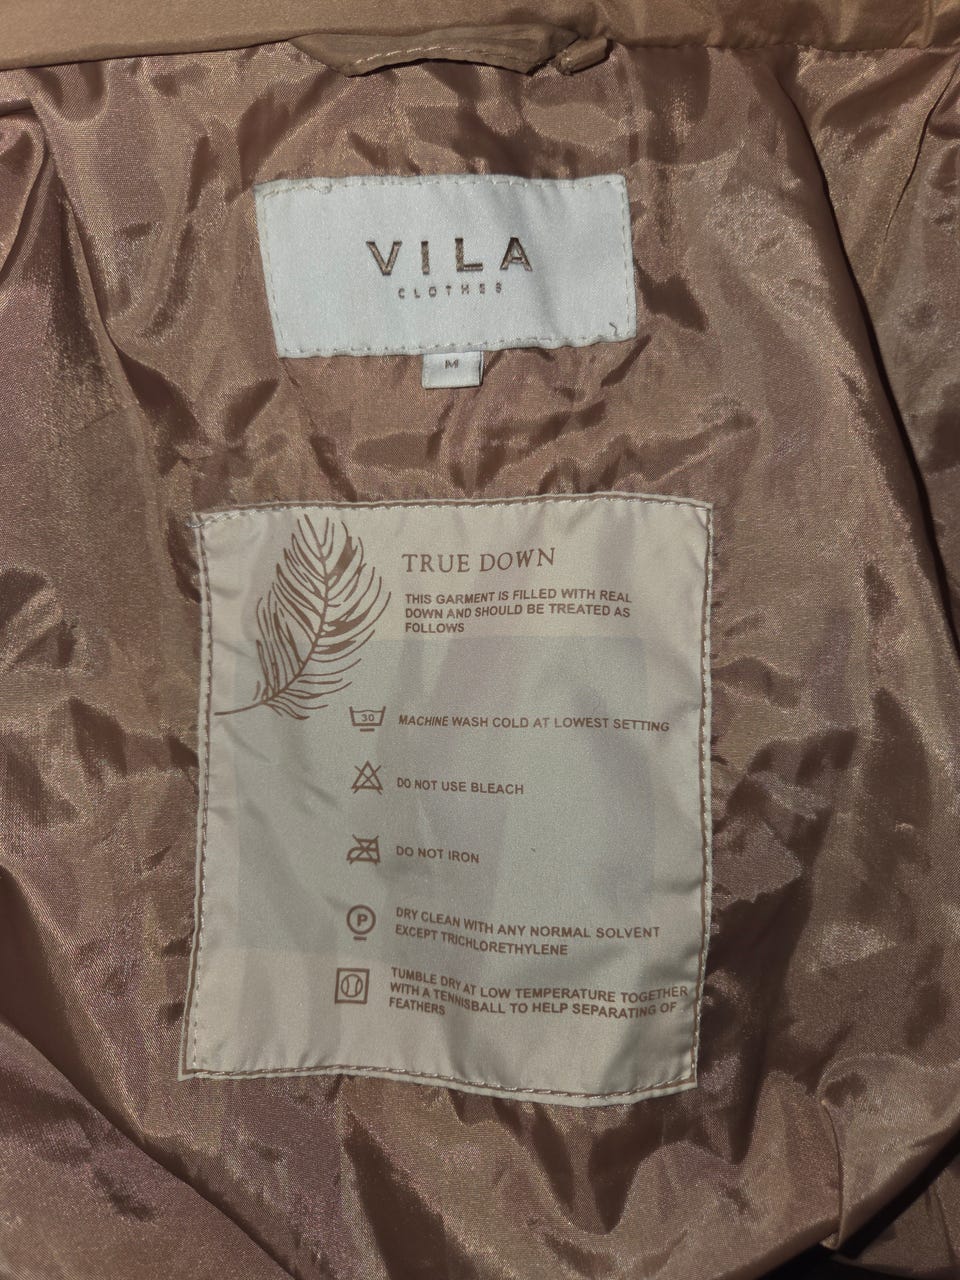 VILA
CLOTHES
M
TRUE DOWN
THIS GARMENT IS FILLED WITH REAL
DOWN AND SHOULD BE TREATED AS
FOLLOWS
30
MACHINE WASH COLD AT LOWEST SETTING
DO NOT USE BLEACH
DO NOT IRON
P
DRY CLEAN WITH ANY NORMAL SOLVENT
EXCEPT TRICHLORETHYLENE
TUMBLE DRY AT LOW TEMPERATURE TOGETHER
WITH A TENNISBALL TO HELP SEPARATING OF
FEATHERS